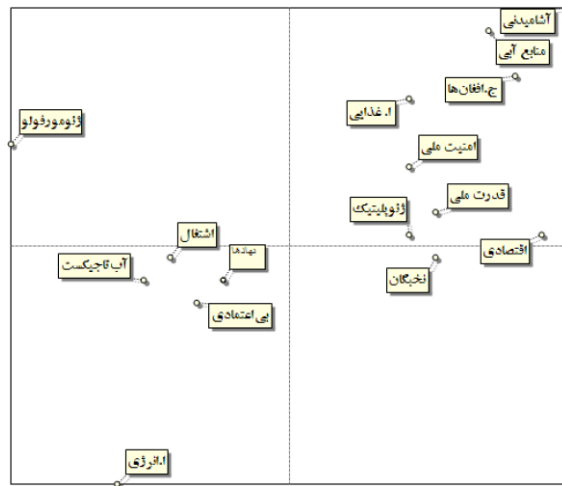 آشامیدنی
منابع آبی
ج.افغان‌ها
ا. غذایی
ژئومورفولو
امنیت ملی
قدرت ملی
ژئوپلیتیک
اشتغال
اقتصادی
نهادها
نخبگان
آب تاجیکست
بی اعتمادی
ا.انرژی